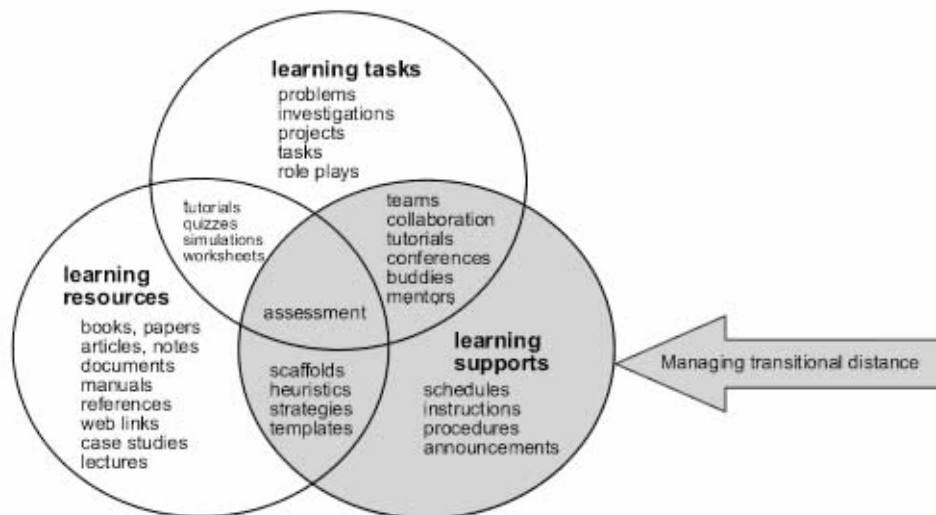 learning tasks
problems
investigations
projects
tasks
role plays
tutorials
quizzes
simulations
worksheets
teams
collaboration
tutorials
conferences
buddies
mentors
learning
resources
books, papers
articles, notes
documents
manuals
references
web links
case studies
lectures
assessment
scaffolds
heuristics
strategies
templates
learning
supports
schedules
instructions
procedures
announcements
Managing transitional distance